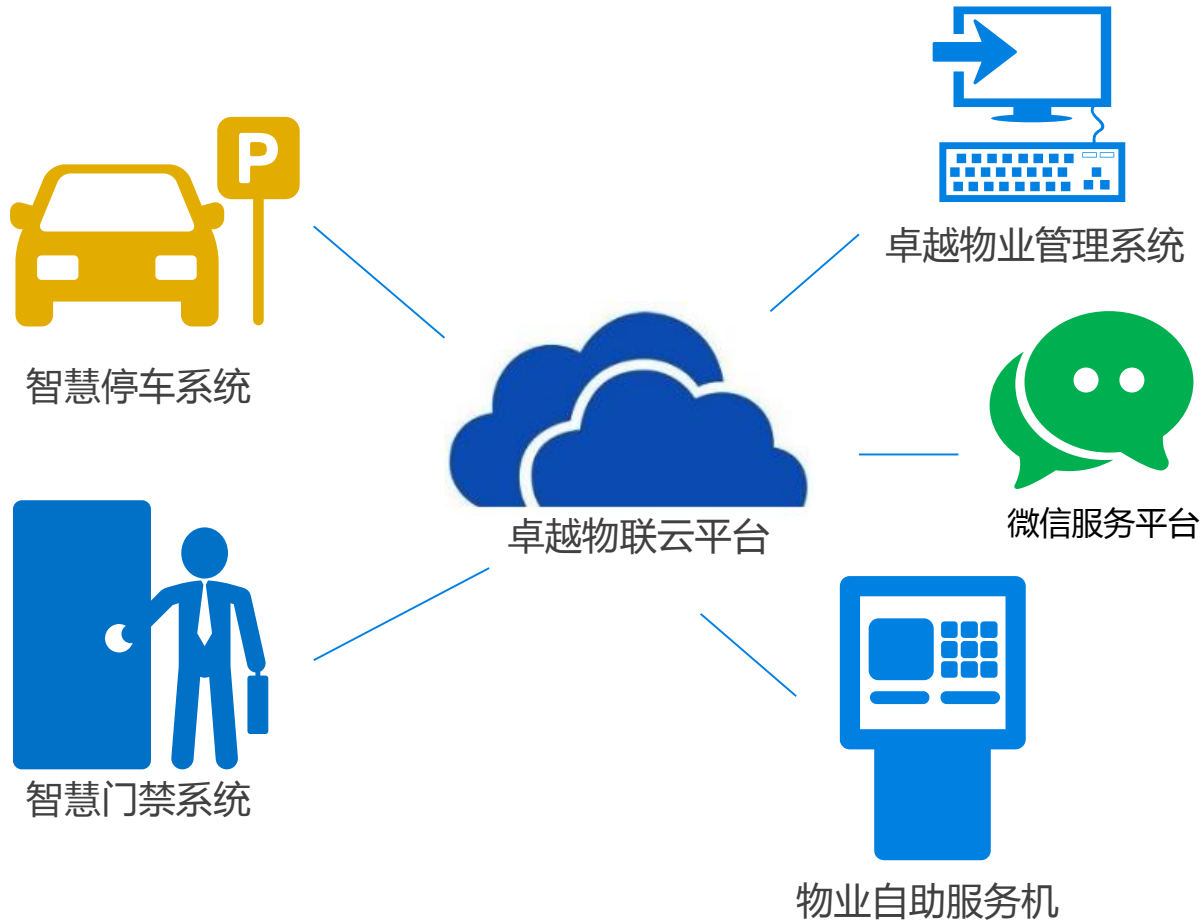 P
卓越物业管理系统
智慧停车系统
微信服务平台
卓越物联云平台
智慧门禁系统
物业自助服务机